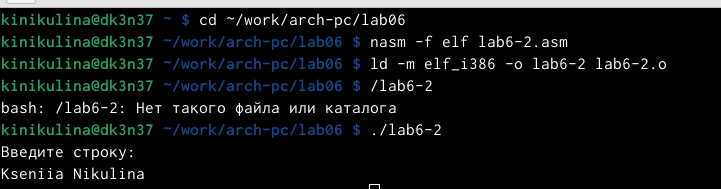 kinikulina@dk3n37 ~ $ cd ~/work/arch-pc/lab06
kinikulina@dk3n37 ~/work/arch-pc/lab06 $ nasm -f elf lab6-2.asm
kinikulina@dk3n37 ~/work/arch-pc/lab06 $ ld -m elf_i386 -o lab6-2 lab6-2.o
kinikulina@dk3n37 ~/work/arch-pc/lab06 $ /lab6-2
bash: /lab6-2: Нет такого файла или каталога
kinikulina@dk3n37 ~/work/arch-pc/lab06 $ ./lab6-2
Введите строку:
Kseniia Nikulina